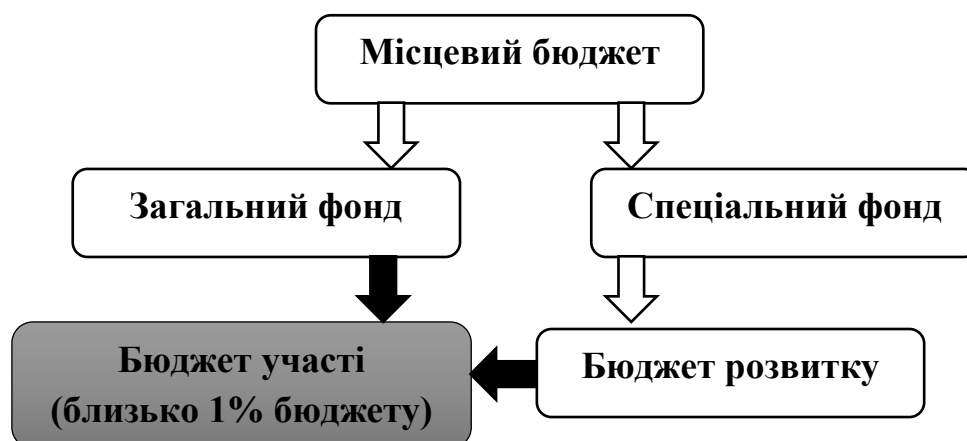 Місцевий бюджет
Загальний фонд
Спеціальний фонд
Бюджет участі
(близько 1% бюджету)
Бюджет розвитку